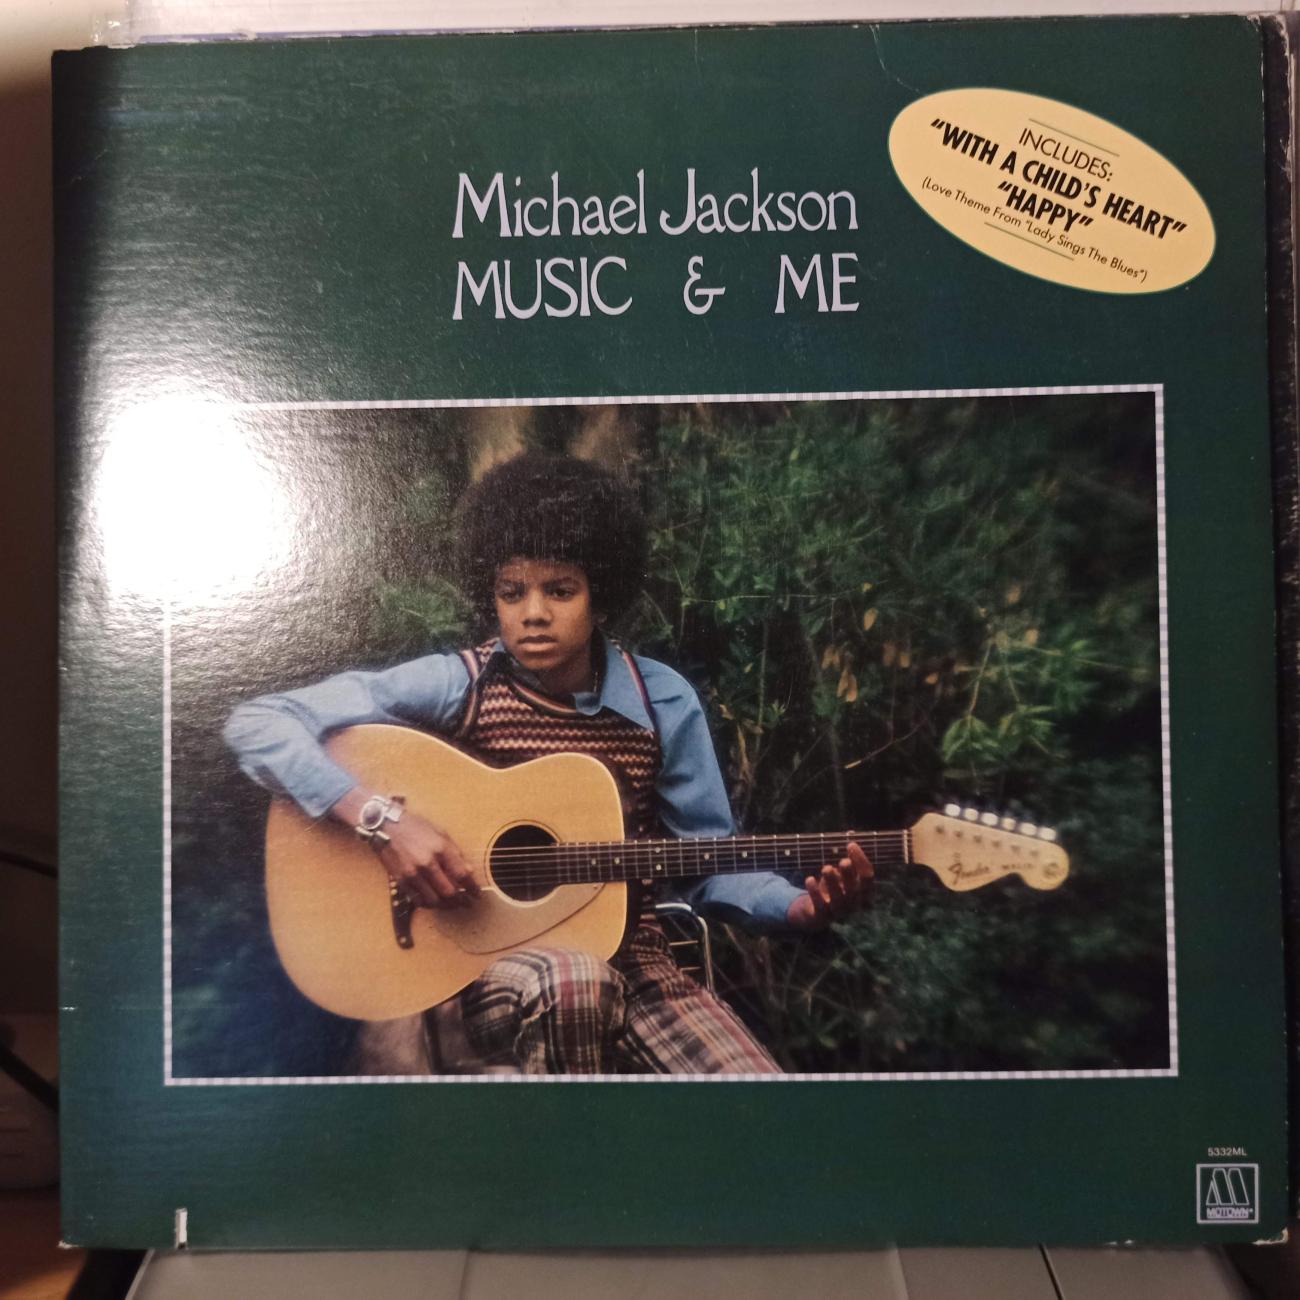 Michael Jackson
MUSIC & ME
INCLUDES:
"WITH A CHILD'S HEART"
"HAPPY"
(Love Theme From "Lady Sings The Blues")
Fender
5332ML
MOTOWN